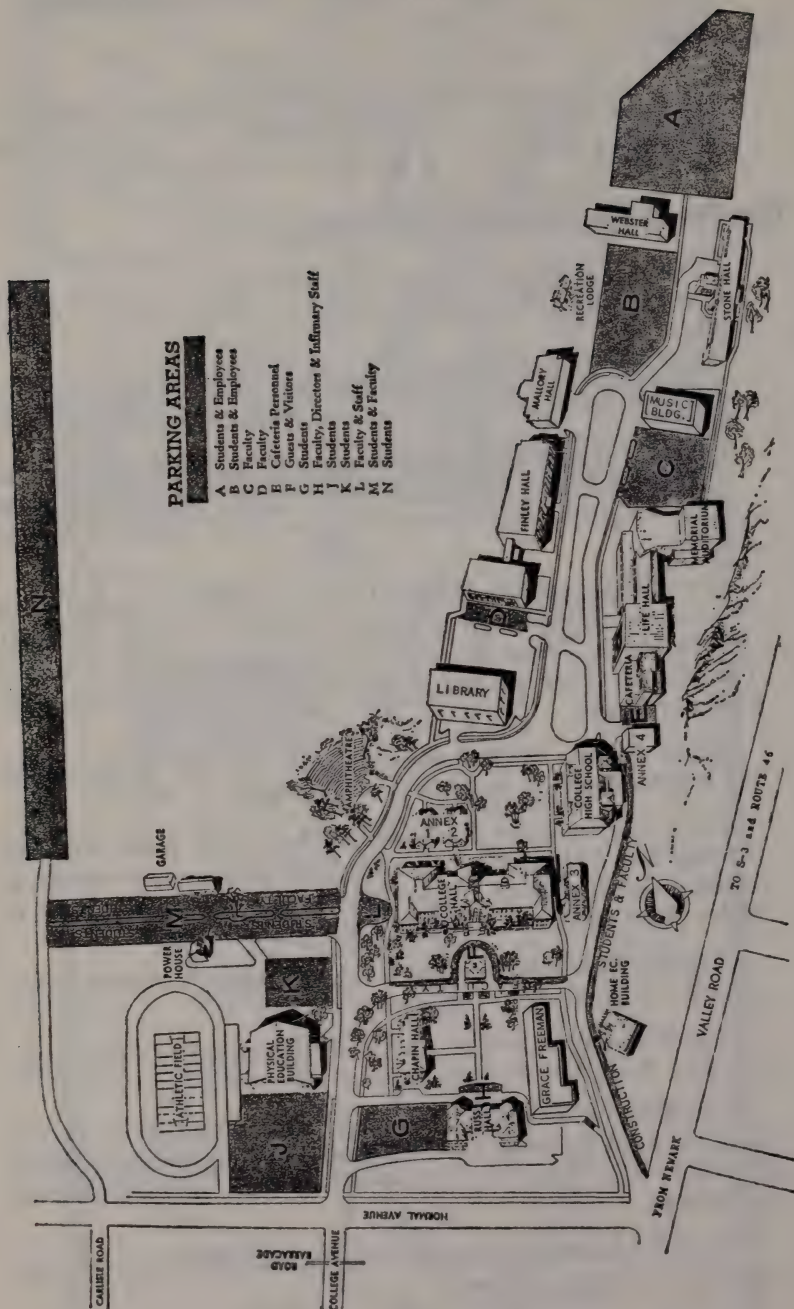 PARKING AREAS
A Students & Employees
B Students & Employees
C Faculty
D Faculty
E Cafeteria Personnel
F Guests & Visitors
G Students
H Faculty, Directors & Infirmary Staff
J Students
K Students
L Faculty & Staff
M Students & Faculty
N Students
N
GARAGE
M
FACULTY
STUDENTS
STUDENTS
POWER
HOUSE
K
ATHLETIC FIELD
PHYSICAL
EDUCATION
BUILDING
J
CARLISLE ROAD
COLLEGE AVENUE
ROAD
BARRACADE
NORMAL AVENUE
G
RUSS
HALL
H
CHAPIN HALL
GRACE FREEMAN
F
COLLEGE
HALL
L
ANNEX
1 2
ANNEX 3
AMPHITHEATRE
LIBRARY
D
FINLEY HALL
MALLORY
HALL
RECREATION
LODGE
WEBSTER
HALL
A
B
STONE HALL
MUSIC
BLDG.
C
MEMORIAL
AUDITORIUM
LIFE HALL
CAFETERIA
E
ANNEX 4
COLLEGE
HIGH SCHOOL
STUDENTS & FACULTY
N
HOME EC.
BUILDING
CONSTRUCTION
VALLEY ROAD
FROM NEWARK
TO S-3 and ROUTE 46